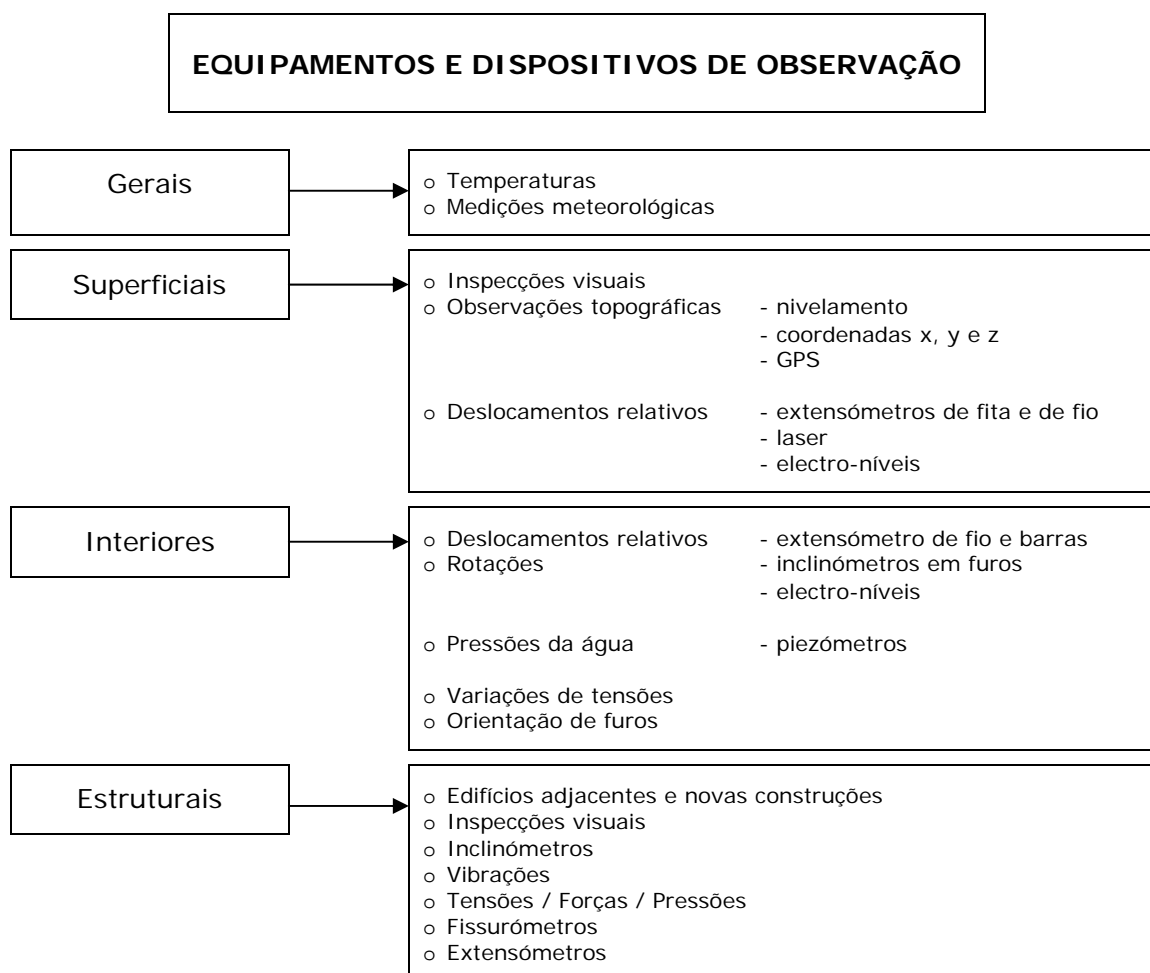 EQUIPAMENTOS E DISPOSITIVOS DE OBSERVAÇÃO
Gerais
o Temperaturas
o Medições meteorológicas
Superficiais
o Inspecções visuais
o Observações topográficas - nivelamento
- coordenadas x, y e z
- GPS
o Deslocamentos relativos - extensómetros de fita e de fio
- laser
- electro-níveis
Interiores
o Deslocamentos relativos - extensómetro de fio e barras
o Rotações - inclinómetros em furos
- electro-níveis
o Pressões da água - piezómetros
o Variações de tensões
o Orientação de furos
Estruturais
o Edifícios adjacentes e novas construções
o Inspecções visuais
o Inclinómetros
o Vibrações
o Tensões / Forças / Pressões
o Fissurómetros
o Extensómetros